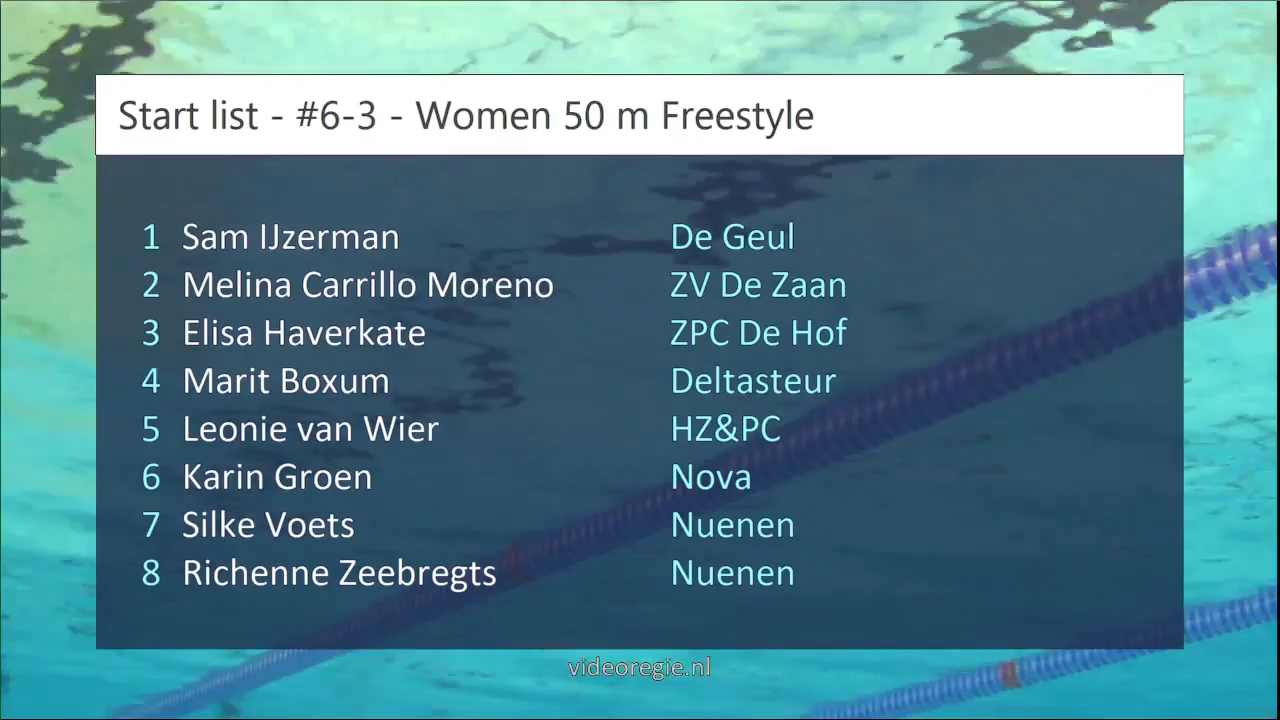 Start list - #6-3 - Women 50 m Freestyle
1 Sam IJzerman De Geul
2 Melina Carrillo Moreno ZV De Zaan
3 Elisa Haverkate ZPC De Hof
4 Marit Boxum Deltasteur
5 Leonie van Wier HZ&PC
6 Karin Groen Nova
7 Silke Voets Nuenen
8 Richenne Zeebregts Nuenen
videoregie.nl